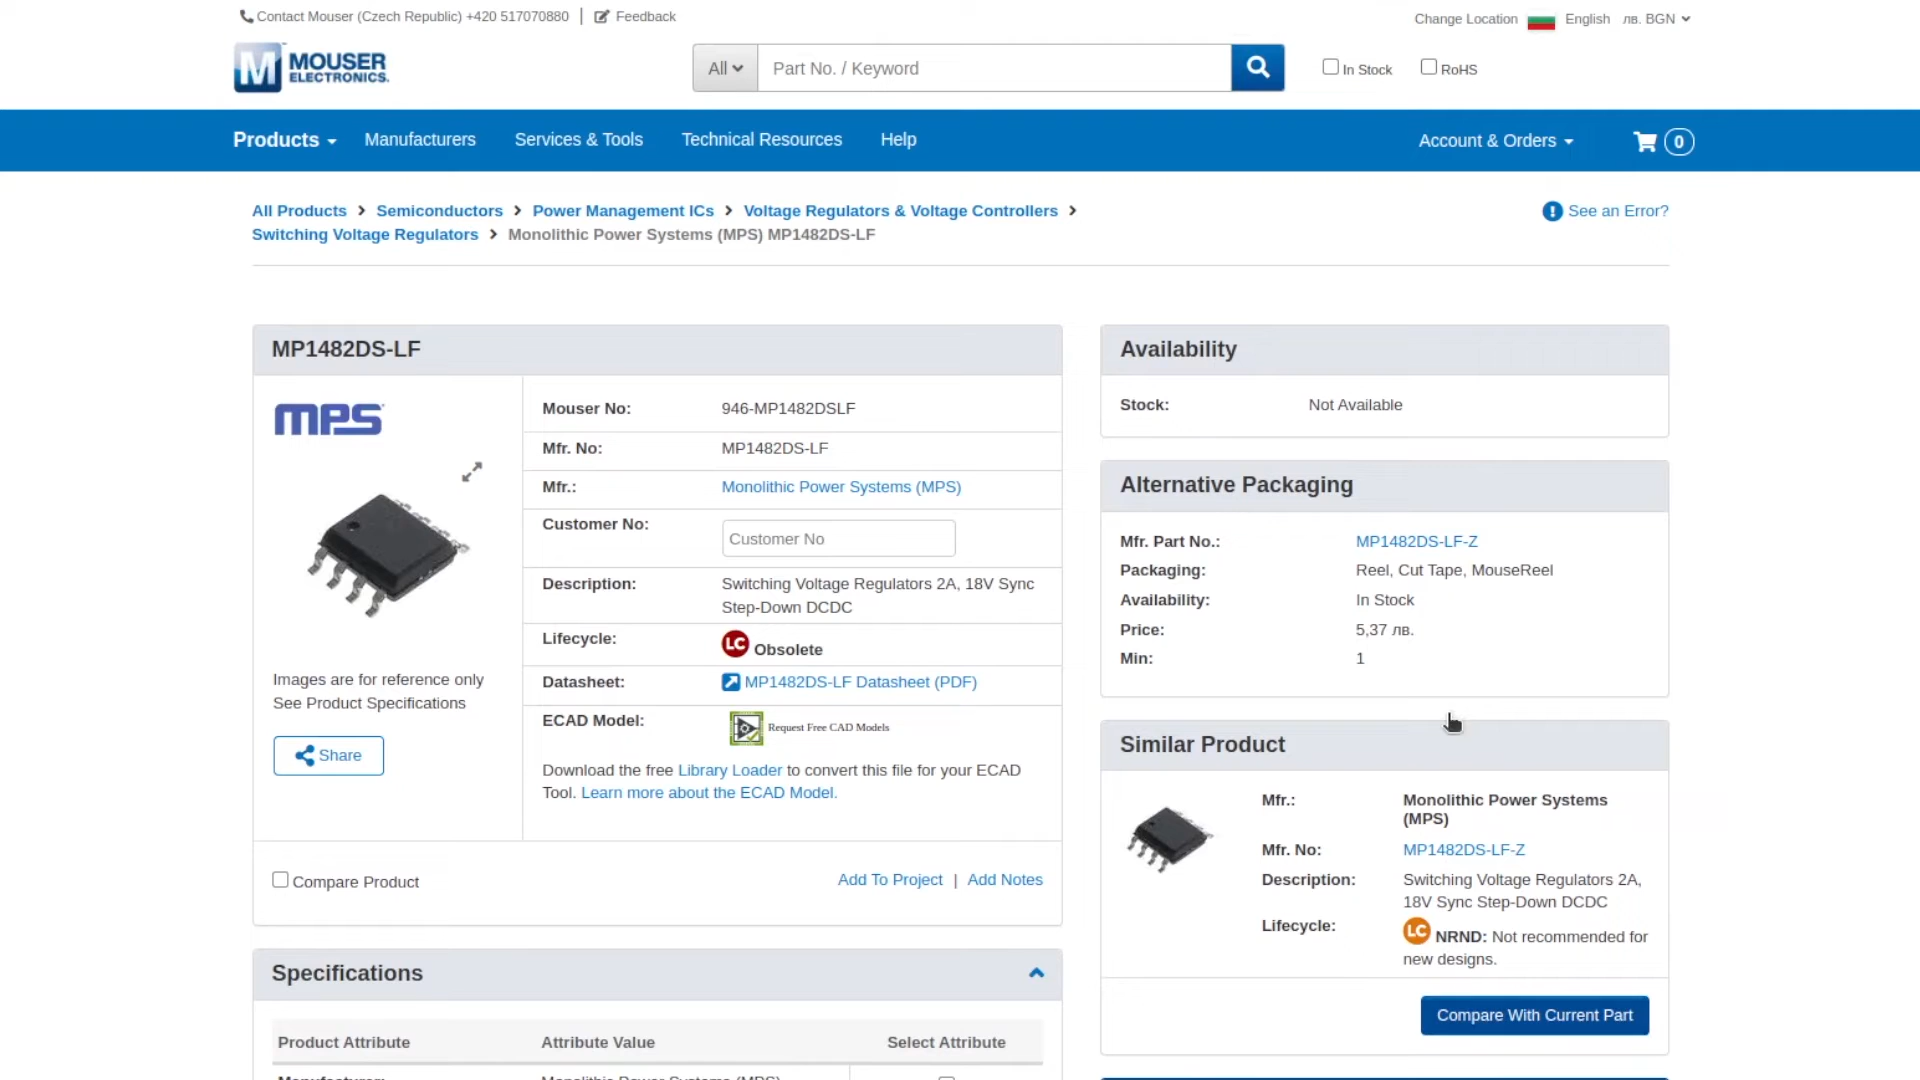 Contact Mouser (Czech Republic) +420 517070880 | Feedback
Change Location English лв. BGN
MOUSER
ELECTRONICS.
All Part No. / Keyword
In Stock RoHS
Products Manufacturers Services & Tools Technical Resources Help
Account & Orders 0
All Products > Semiconductors > Power Management ICs > Voltage Regulators & Voltage Controllers >
Switching Voltage Regulators > Monolithic Power Systems (MPS) MP1482DS-LF
See an Error?
MP1482DS-LF
mps
Images are for reference only
See Product Specifications
Share
Mouser No: 946-MP1482DSLF
Mfr. No: MP1482DS-LF
Mfr.: Monolithic Power Systems (MPS)
Customer No: Customer No
Description: Switching Voltage Regulators 2A, 18V Sync
Step-Down DCDC
Lifecycle: LC Obsolete
Datasheet: MP1482DS-LF Datasheet (PDF)
ECAD Model: Request Free CAD Models
Download the free Library Loader to convert this file for your ECAD
Tool. Learn more about the ECAD Model.
Compare Product
Add To Project | Add Notes
Specifications
Product Attribute Attribute Value Select Attribute
Manufacturer: Monolithic Power Systems (MPS)
Availability
Stock: Not Available
Alternative Packaging
Mfr. Part No.: MP1482DS-LF-Z
Packaging: Reel, Cut Tape, MouseReel
Availability: In Stock
Price: 5,37 лв.
Min: 1
Similar Product
Mfr.: Monolithic Power Systems
(MPS)
Mfr. No: MP1482DS-LF-Z
Description: Switching Voltage Regulators 2A,
18V Sync Step-Down DCDC
Lifecycle: LC NRND: Not recommended for
new designs.
Compare With Current Part